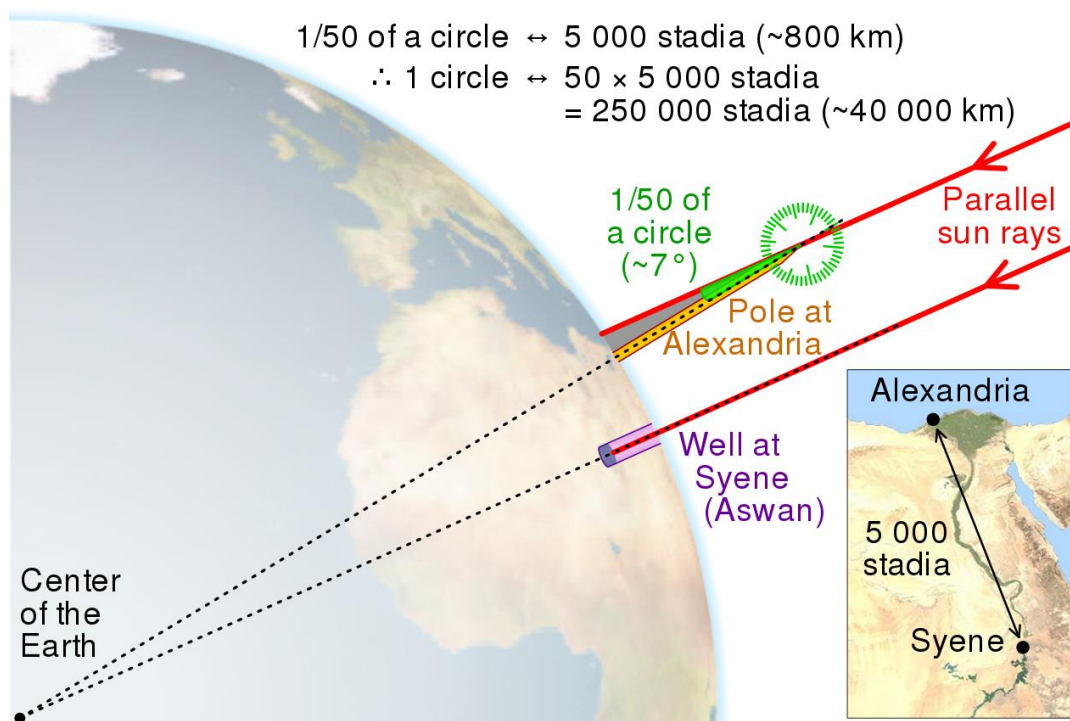 1/50 of a circle ↔ 5 000 stadia (~800 km)
∴ 1 circle ↔ 50 × 5 000 stadia
= 250 000 stadia (~40 000 km)
1/50 of
a circle
(~7°)
Parallel
sun rays
Pole at
Alexandria
Well at
Syene
(Aswan)
Center
of the
Earth
Alexandria
5 000
stadia
Syene